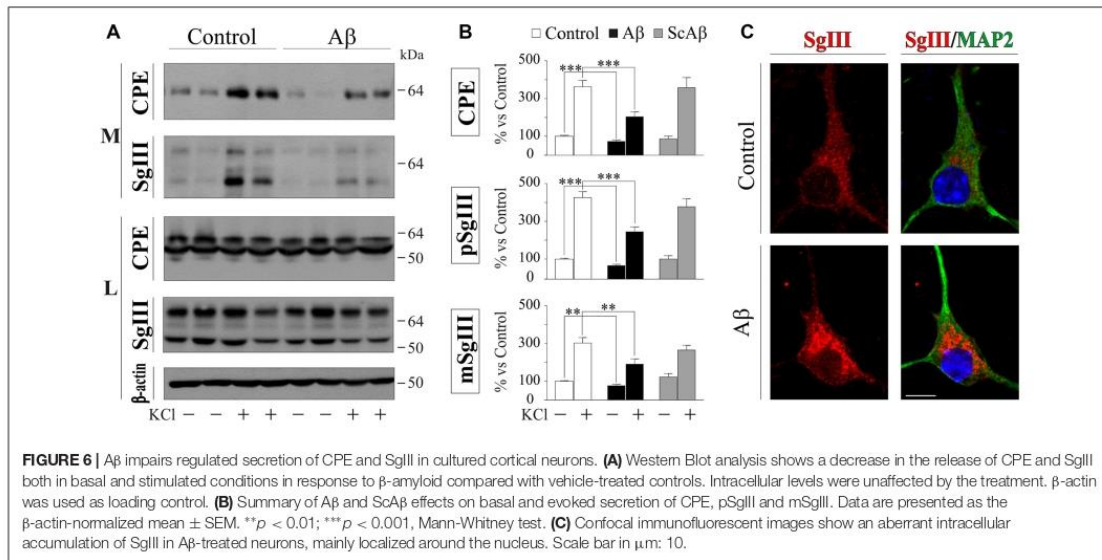 A
Control Aβ
kDa
M
CPE
-64
SgIII
-64
L
CPE
-64
-50
SgIII
-64
-50
β-actin
-50
KCl − − + + − − + +
B
Control Aβ ScAβ
CPE
% vs Control
500
300
100
0
*** ***
pSgIII
% vs Control
500
300
100
0
*** ***
mSgIII
% vs Control
500
300
100
0
** **
− + − + − +
C
SgIII SgIII/MAP2
Control
Aβ
FIGURE 6 | Aβ impairs regulated secretion of CPE and SgIII in cultured cortical neurons. (A) Western Blot analysis shows a decrease in the release of CPE and SgIII
both in basal and stimulated conditions in response to β-amyloid compared with vehicle-treated controls. Intracellular levels were unaffected by the treatment. β-actin
was used as loading control. (B) Summary of Aβ and ScAβ effects on basal and evoked secretion of CPE, pSgIII and mSgIII. Data are presented as the
β-actin-normalized mean ± SEM. **p < 0.01; ***p < 0.001, Mann-Whitney test. (C) Confocal immunofluorescent images show an aberrant intracellular
accumulation of SgIII in Aβ-treated neurons, mainly localized around the nucleus. Scale bar in μm: 10.